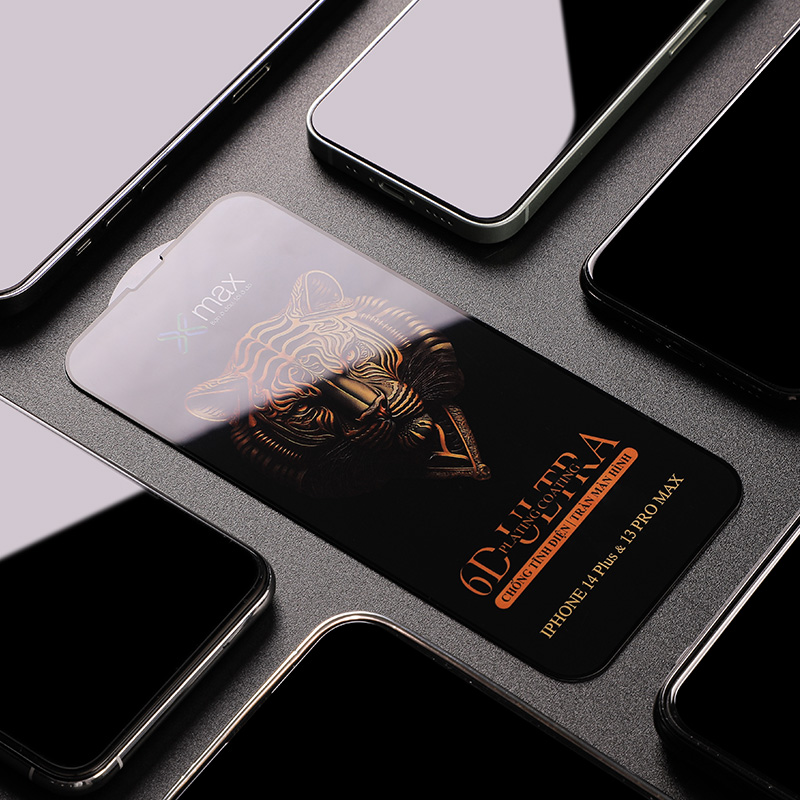 max
6D-ULTRA
PLATING COATING
CHỐNG TĨNH ĐIỆN | TRÀN MÀN HÌNH
IPHONE 14 Plus & 13 PRO MAX